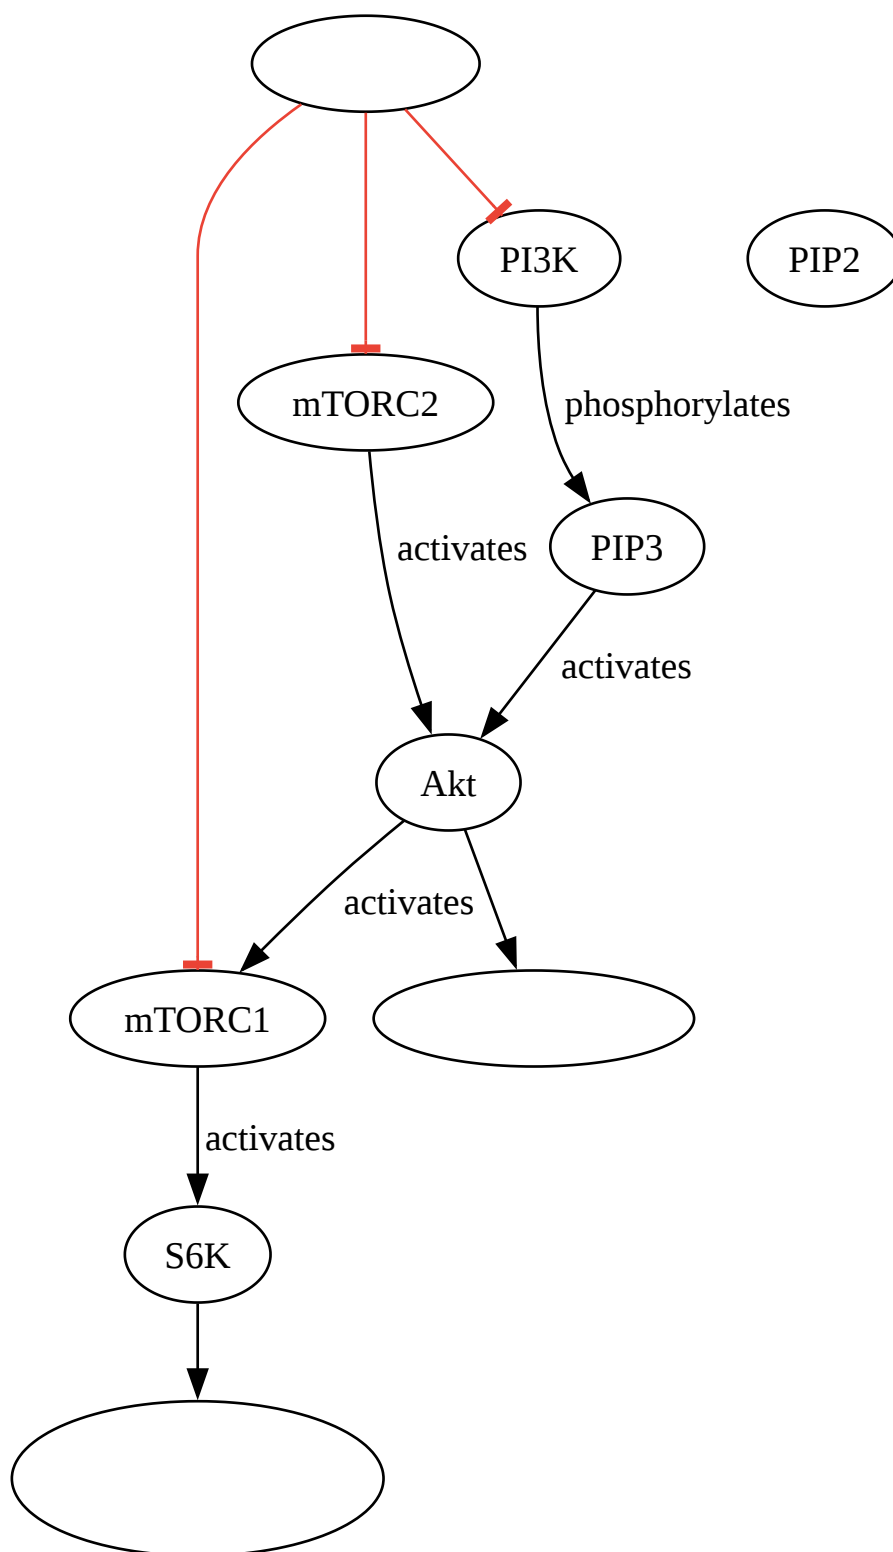 PI3K
PIP2
mTORC2
phosphorylates
activates
PIP3
activates
Akt
activates
mTORC1
activates
S6K